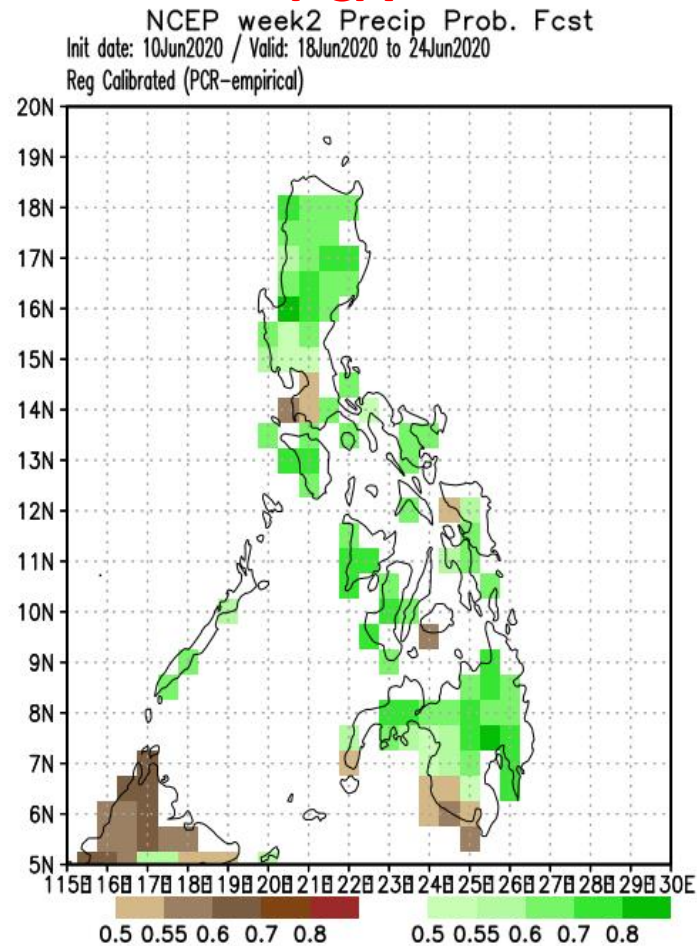 NCEP week2 Precip Prob. Fcst
Init date: 10Jun2020 / Valid: 18Jun2020 to 24Jun2020
Reg Calibrated (PCR-empirical)
20N
19N
18N
17N
16N
15N
14N
13N
12N
11N
10N
9N
8N
7N
6N
5N
115E 116E 117E 118E 119E 120E 121E 122E 123E 124E 125E 126E 127E 128E 129E 130E
0.5 0.55 0.6 0.7 0.8 0.5 0.55 0.6 0.7 0.8